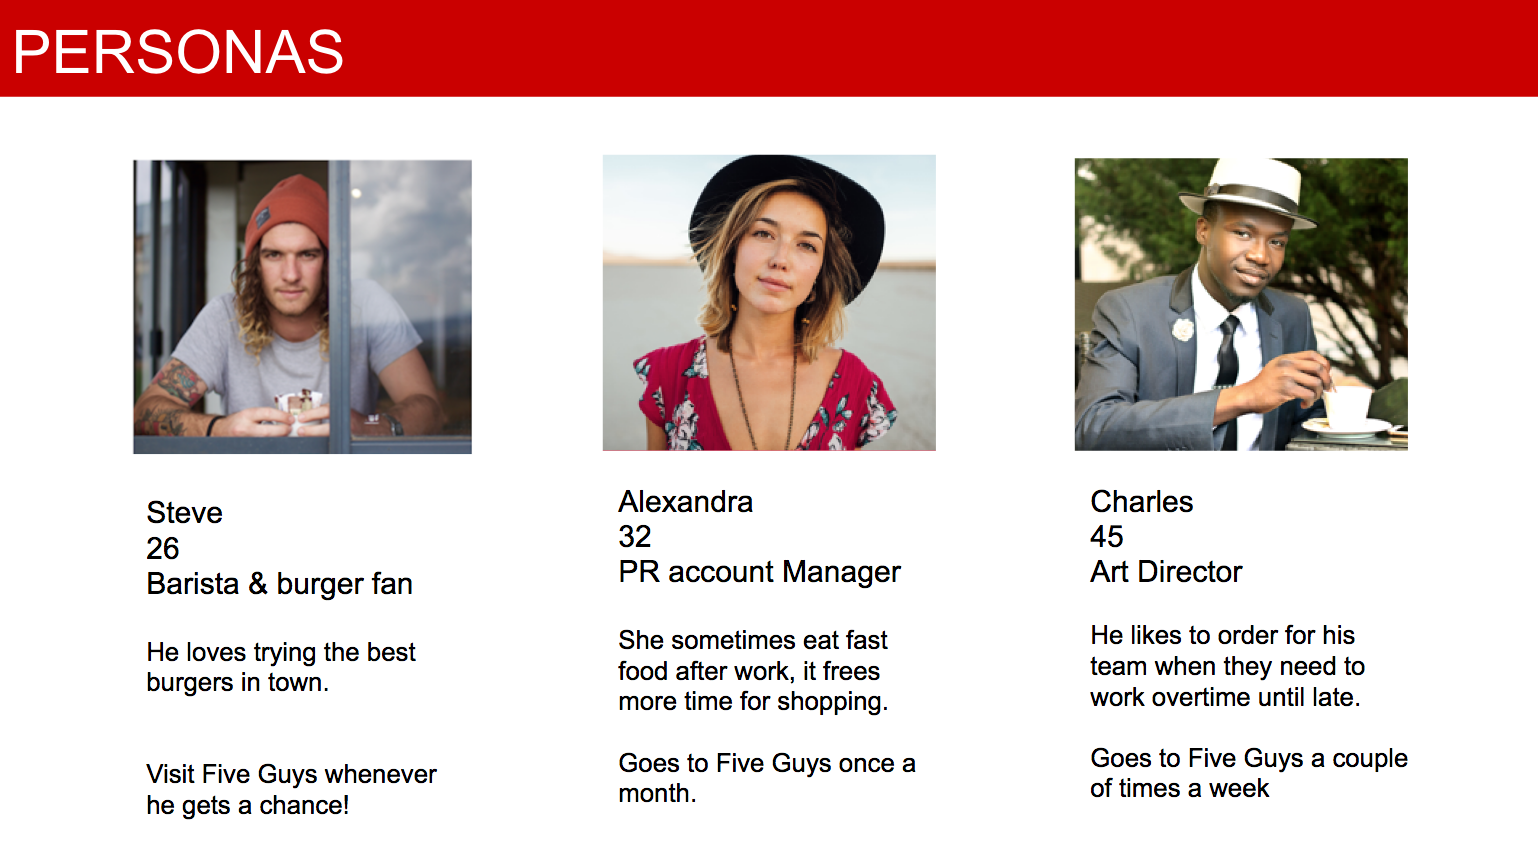 PERSONAS
Steve
26
Barista & burger fan
He loves trying the best
burgers in town.
Visit Five Guys whenever
he gets a chance!
Alexandra
32
PR account Manager
She sometimes eat fast
food after work, it frees
more time for shopping.
Goes to Five Guys once a
month.
Charles
45
Art Director
He likes to order for his
team when they need to
work overtime until late.
Goes to Five Guys a couple
of times a week